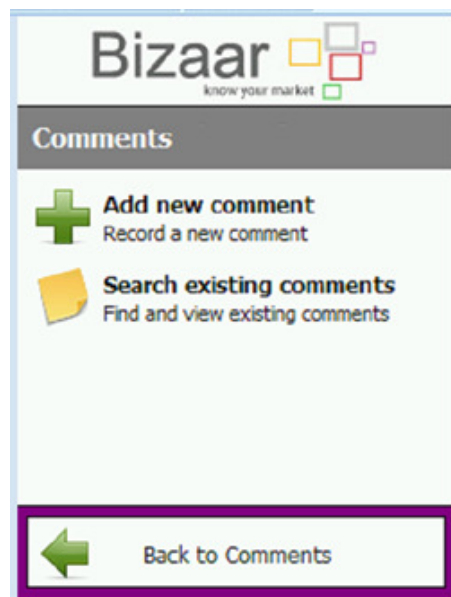 Bizaar
know your market
Comments
Add new comment
Record a new comment
Search existing comments
Find and view existing comments
Back to Comments